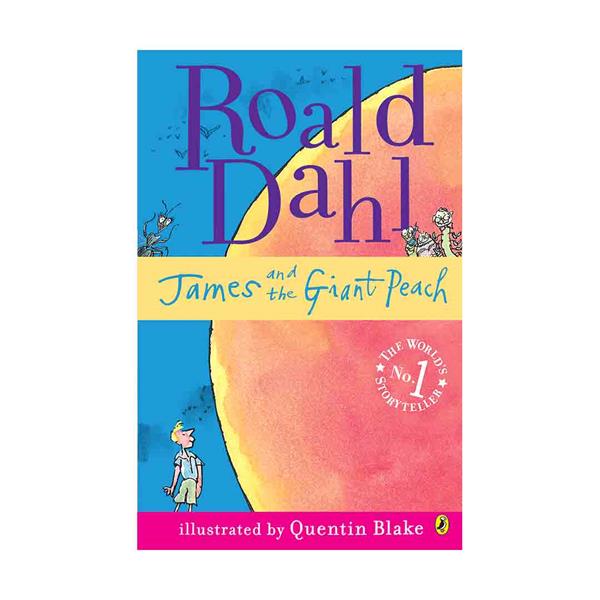 Roald
Dahl
James and the Giant Peach
THE WORLD'S
No. 1
STORYTELLER
illustrated by Quentin Blake